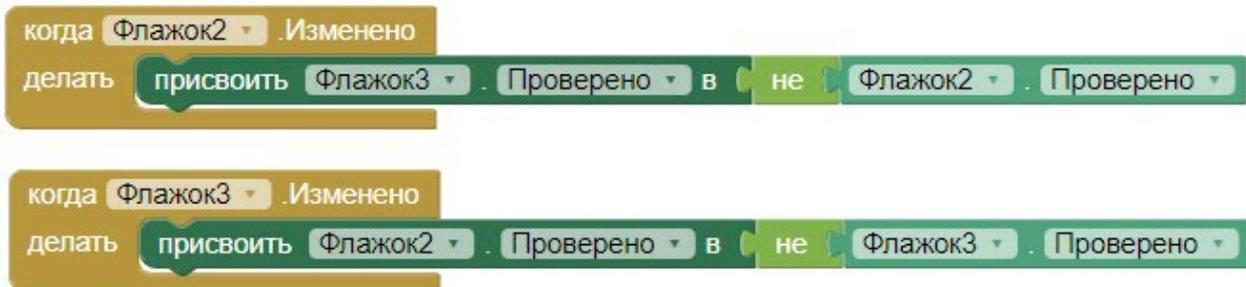 когда Флажок2 .Изменено
делать присвоить Флажок3 . Проверено в не Флажок2 . Проверено
когда Флажок3 .Изменено
делать присвоить Флажок2 . Проверено в не Флажок3 . Проверено